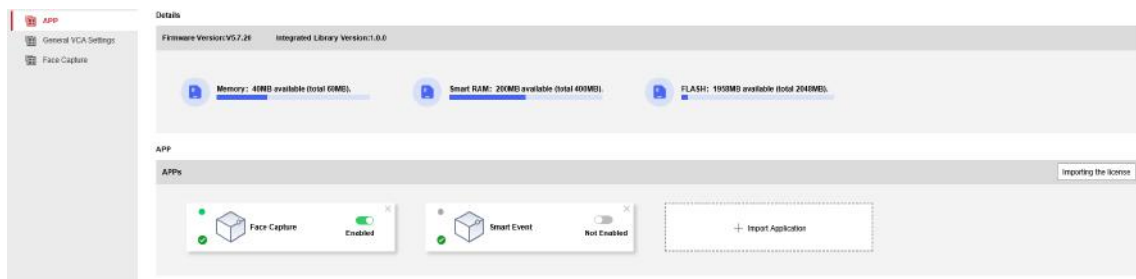 APP
General VCA Settings
Face Capture
Details
Firmware Version:V5.7.20 Integrated Library Version:1.0.0
Memory: 40MB available (total 60MB).
Smart RAM: 200MB available (total 400MB).
FLASH: 1958MB available (total 2048MB).
APP
APPs
Importing the license
Face Capture
Enabled
Smart Event
Not Enabled
+ Import Application